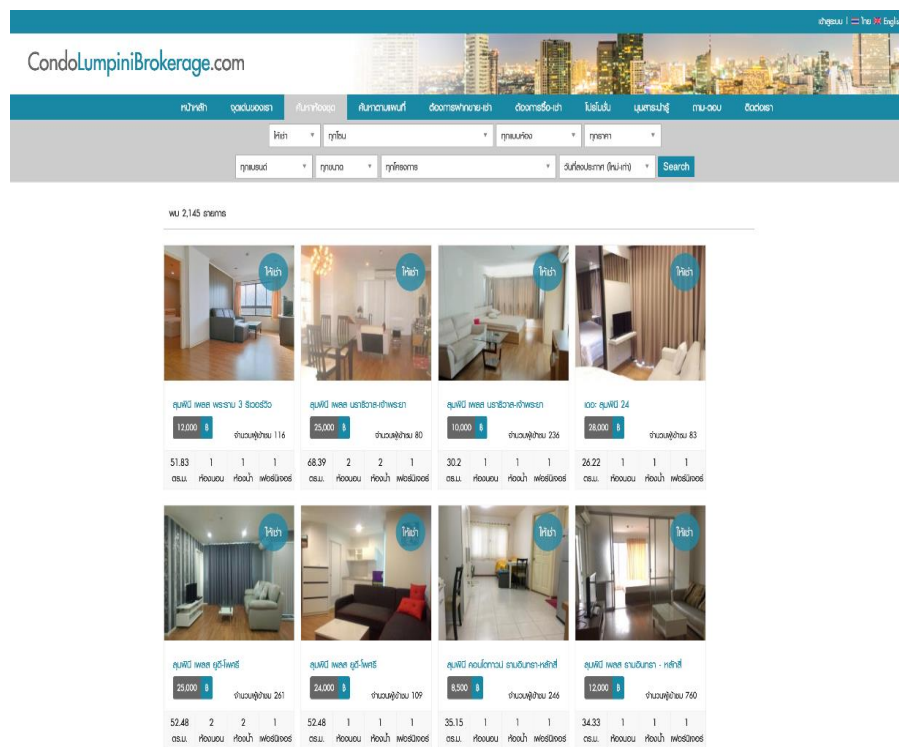 เข้าสู่ระบบ | ไทย Englis
CondoLumpiniBrokerage.com
หน้าหลัก จุดเด่นของเรา ค้นหาห้องชุด ค้นหาตามแผนที่ ต้องการฝากขาย-เช่า ต้องการซื้อ-เช่า โปรโมชั่น มุมสาระน่ารู้ ถาม-ตอบ ติดต่อเรา
ให้เช่า ทุกโซน ทุกแบบห้อง ทุกราคา
ทุกแบรนด์ ทุกขนาด ทุกโครงการ วันที่ลงประกาศ (ใหม่-เก่า) Search
พบ 2,145 รายการ
ให้เช่า ให้เช่า ให้เช่า ให้เช่า
ลุมพินี เพลส พระราม 3 ริเวอร์วิว ลุมพินี เพลส นราธิวาส-เจ้าพระยา ลุมพินี เพลส นราธิวาส-เจ้าพระยา เดอะ ลุมพินี 24
12,000 ฿ จำนวนผู้เข้าชม 116 25,000 ฿ จำนวนผู้เข้าชม 80 10,000 ฿ จำนวนผู้เข้าชม 236 28,000 ฿ จำนวนผู้เข้าชม 83
51.83 1 1 1 68.39 2 2 1 30.2 1 1 1 26.22 1 1 1
ตร.ม. ห้องนอน ห้องน้ำ เฟอร์นิเจอร์ ตร.ม. ห้องนอน ห้องน้ำ เฟอร์นิเจอร์ ตร.ม. ห้องนอน ห้องน้ำ เฟอร์นิเจอร์ ตร.ม. ห้องนอน ห้องน้ำ เฟอร์นิเจอร์
ให้เช่า ให้เช่า ให้เช่า ให้เช่า
ลุมพินี เพลส ยูดี-โพศรี ลุมพินี เพลส ยูดี-โพศรี ลุมพินี คอนโดทาวน์ รามอินทรา-หลักสี่ ลุมพินี เพลส รามอินทรา - หลักสี่
25,000 ฿ จำนวนผู้เข้าชม 261 24,000 ฿ จำนวนผู้เข้าชม 109 8,500 ฿ จำนวนผู้เข้าชม 246 12,000 ฿ จำนวนผู้เข้าชม 760
52.48 2 2 1 52.48 1 1 1 35.15 1 1 1 34.33 1 1 1
ตร.ม. ห้องนอน ห้องน้ำ เฟอร์นิเจอร์ ตร.ม. ห้องนอน ห้องน้ำ เฟอร์นิเจอร์ ตร.ม. ห้องนอน ห้องน้ำ เฟอร์นิเจอร์ ตร.ม. ห้องนอน ห้องน้ำ เฟอร์นิเจอร์